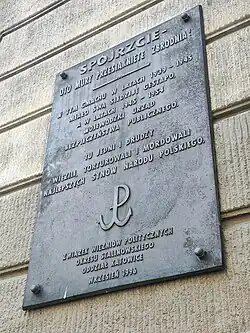 SPÓJRZCIE-
OTO MURY PRZESIĄKNIĘTE ZBRODNIĄ!
W TYM GMACHU W LATACH 1939 - 1945
MIAŁO SWĄ SIEDZIBĘ GESTAPO,
A W LATACH 1945 - 1954
WOJEWÓDZKI URZĄD
BEZPIECZEŃSTWA PUBLICZNEGO.
TU JEDNI I DRUDZY
WIĘZILI, TORTUROWALI I MORDOWALI
NAJLEPSZYCH SYNÓW NARODU POLSKIEGO.
ZWIĄZEK WIĘŹNIÓW POLITYCZNYCH
OKRESU STALINOWSKIEGO
ODDZIAŁ KATOWICE
WRZESIEŃ 1996